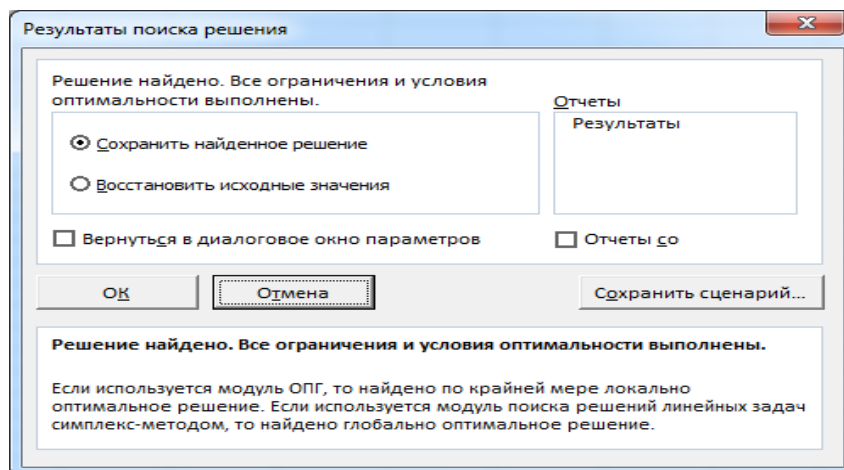 Результаты поиска решения
Решение найдено. Все ограничения и условия
оптимальности выполнены.
Отчеты
Результаты
Сохранить найденное решение
Восстановить исходные значения
Вернуться в диалоговое окно параметров
Отчеты со
ОК
Отмена
Сохранить сценарий...
Решение найдено. Все ограничения и условия оптимальности выполнены.
Если используется модуль ОПГ, то найдено по крайней мере локально
оптимальное решение. Если используется модуль поиска решений линейных задач
симплекс-методом, то найдено глобально оптимальное решение.